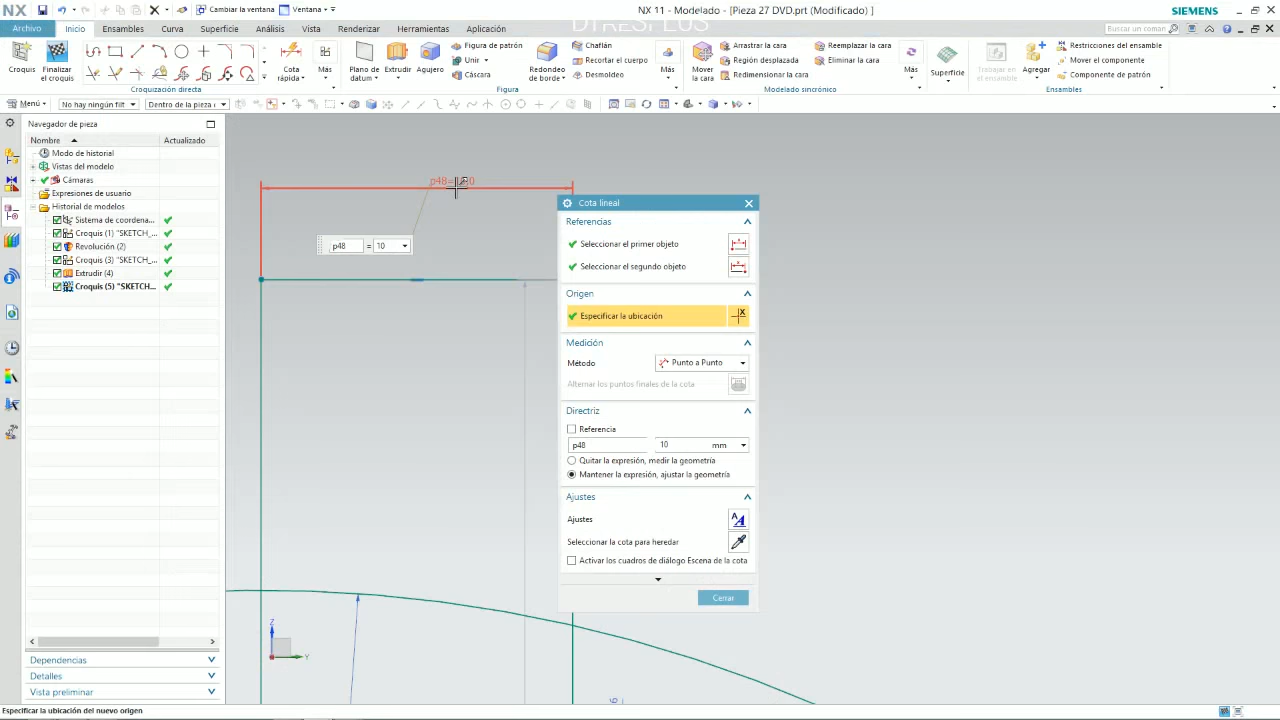 NX
Cambiar la ventana
Ventana
NX 11 - Modelado - [Pieza 27 DVD.prt (Modificado) ]
DTRESPLUS
SIEMENS
Archivo
Inicio
Ensambles
Curva
Superficie
Análisis
Vista
Renderizar
Herramientas
Aplicación
Buscar un coman
Croquis
Finalizar el croquis
Cota rápida
Más
Croquización directa
Plano de datum
Extrudir
Agujero
Figura de patrón
Unir
Cáscara
Redondeo de borde
Chaflán
Recortar el cuerpo
Desmoldeo
Más
Figura
Mover la cara
Arrastrar la cara
Región desplazada
Redimensionar la cara
Reemplazar la cara
Eliminar la cara
Más
Modelado sincrónico
Superficie
Trabajar en el ensamble
Agregar
Restricciones del ensamble
Mover el componente
Componente de patrón
Ensambles
Menú
No hay ningún filt
Dentro de la pieza
Navegador de pieza
Nombre
Actualizado
Modo de historial
Vistas del modelo
Cámaras
Expresiones de usuario
Historial de modelos
Sistema de coordena...
Croquis (1) "SKETCH_...
Revolución (2)
Croquis (3) "SKETCH_...
Extrudir (4)
Croquis (5) "SKETCH...
Dependencias
Detalles
Vista preliminar
p48
=
10
Z
Y
Cota lineal
Referencias
Seleccionar el primer objeto
Seleccionar el segundo objeto
Origen
Especificar la ubicación
Medición
Método
Punto a Punto
Alternar los puntos finales de la cota
Directriz
Referencia
p48
10 mm
Quitar la expresión, medir la geometría
Mantener la expresión, ajustar la geometría
Ajustes
Ajustes
Seleccionar la cota para heredar
Activar los cuadros de diálogo Escena de la cota
Cerrar
Especificar la ubicación del nuevo origen